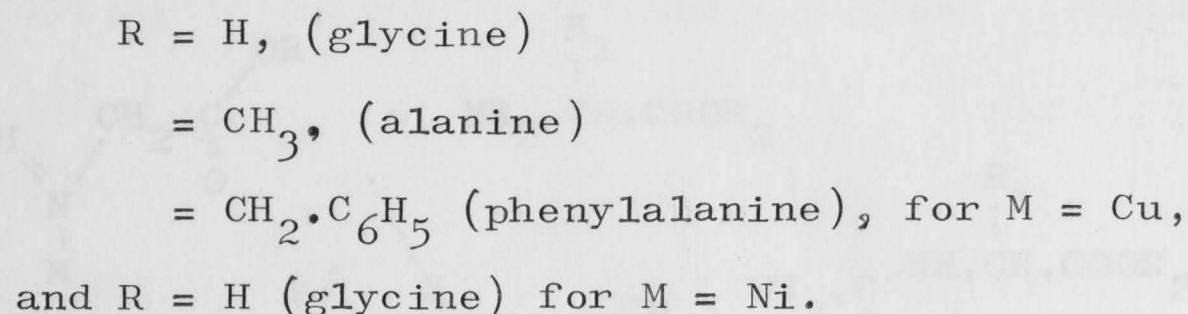 R = H, (glycine)
= CH₃, (alanine)
= CH₂.C₆H₅ (phenylalanine), for M = Cu,
and R = H (glycine) for M = Ni.